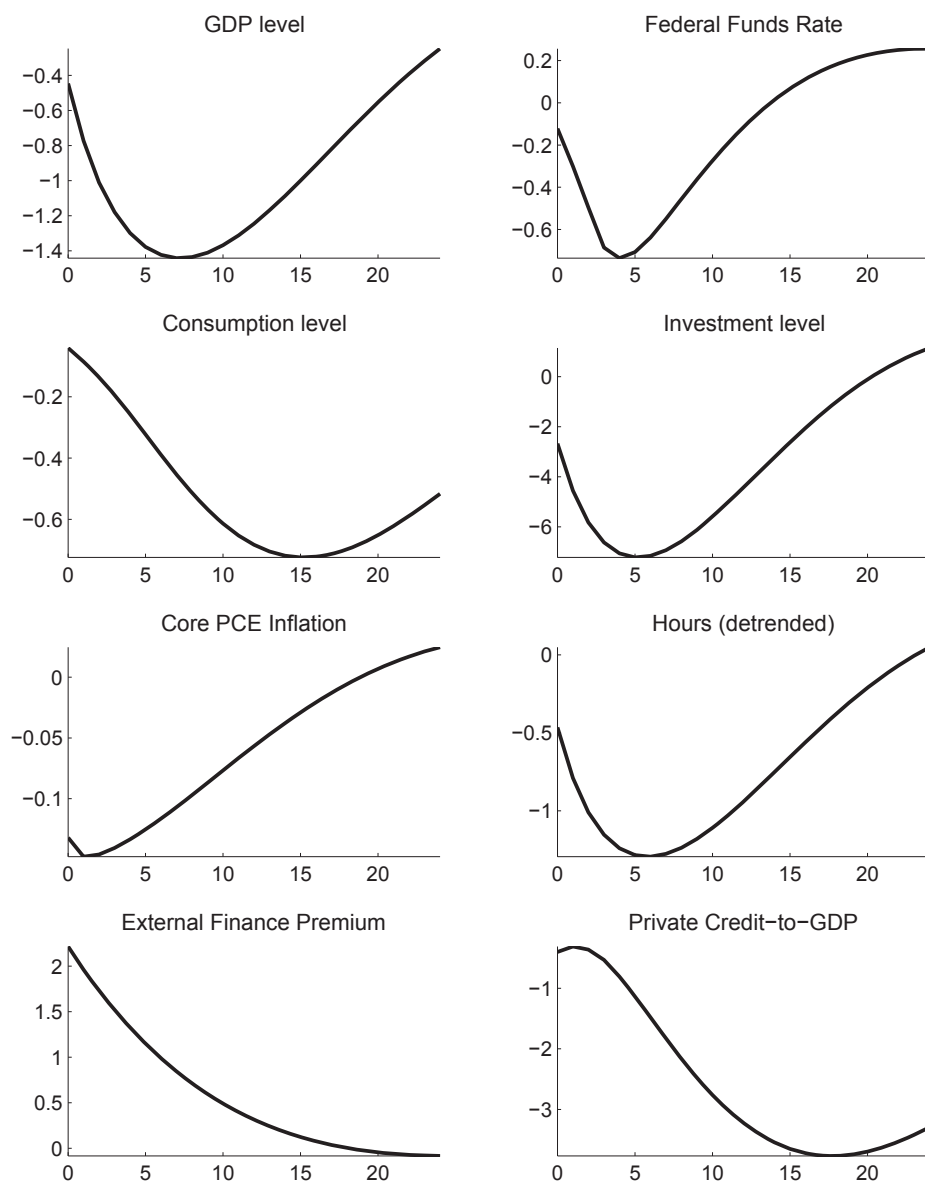 GDP level
−0.4
−0.6
−0.8
−1
−1.2
−1.4
0 5 10 15 20
Federal Funds Rate
0.2
0
−0.2
−0.4
−0.6
0 5 10 15 20
Consumption level
−0.2
−0.4
−0.6
0 5 10 15 20
Investment level
0
−2
−4
−6
0 5 10 15 20
Core PCE Inflation
0
−0.05
−0.1
0 5 10 15 20
Hours (detrended)
0
−0.5
−1
0 5 10 15 20
External Finance Premium
2
1.5
1
0.5
0
0 5 10 15 20
Private Credit−to−GDP
−1
−2
−3
0 5 10 15 20